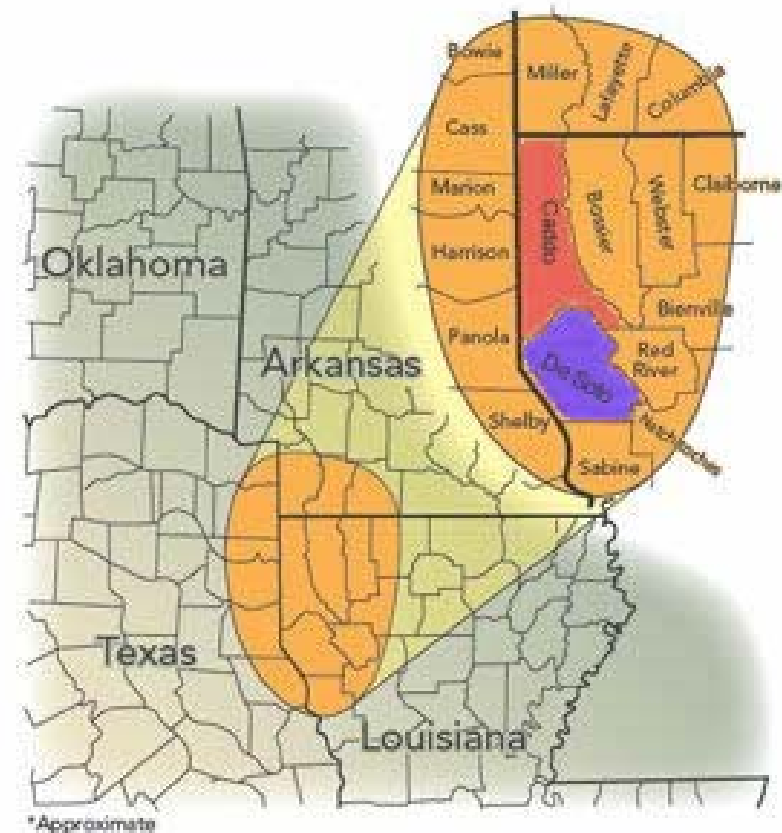 Bowie
Miller
Lafayette
Columbia
Cass
Marion
Claiborne
Caddo
Bossier
Webster
Harrison
Oklahoma
Bienville
Panola
Red
River
Arkansas
De Soto
Shelby
Natchitoches
Sabine
Texas
Louisiana
*Approximate